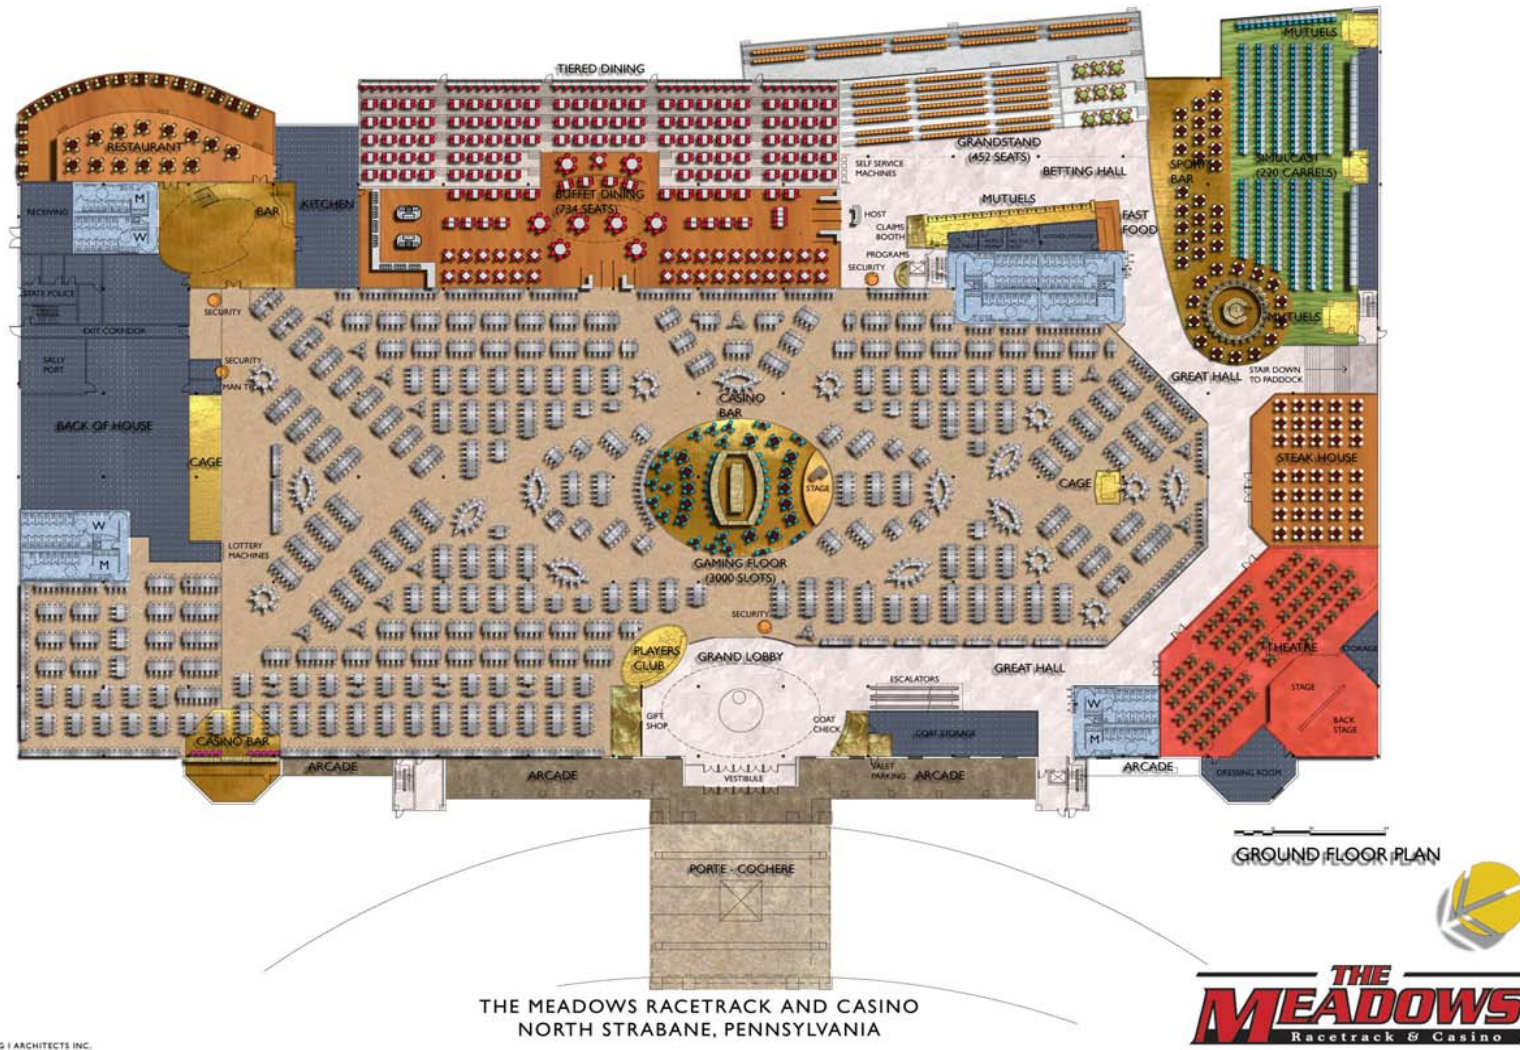 TIERED DINING
MUTUELS
RESTAURANT
GRANDSTAND
(452 SEATS)
SELF SERVICE
MACHINES
BETTING HALL
SPORTS
BAR
SIMULCAST
(220 CARRELS)
RECEIVING
M
W
BAR
KITCHEN
BUFFET DINING
(734 SEATS)
HOST
CLAIMS
BOOTH
MUTUELS
FAST
FOOD
PROGRAMS
SECURITY
STATE POLICE
SECURITY
EXIT CORRIDOR
MUTUELS
SALLY
PORT
SECURITY
MAN
GREAT HALL
STAIR DOWN
TO PADDOCK
CASINO
BAR
BACK OF HOUSE
CAGE
STEAK HOUSE
STAGE
CAGE
W
M
LOTTERY
MACHINES
GAMING FLOOR
(3000 SLOTS)
SECURITY
PLAYERS
CLUB
GRAND LOBBY
GREAT HALL
THEATRE
STORAGE
ESCALATORS
STAGE
BACK
STAGE
GIFT
SHOP
COAT
CHECK
COAT STORAGE
W
M
CASINO BAR
ARCADE
ARCADE
VESTIBULE
VALET
PARKING
ARCADE
ARCADE
DRESSING ROOM
GROUND FLOOR PLAN
PORTE - COCHERE
THE MEADOWS RACETRACK AND CASINO
NORTH STRABANE, PENNSYLVANIA
THE
MEADOWS
Racetrack & Casino
G I ARCHITECTS INC.